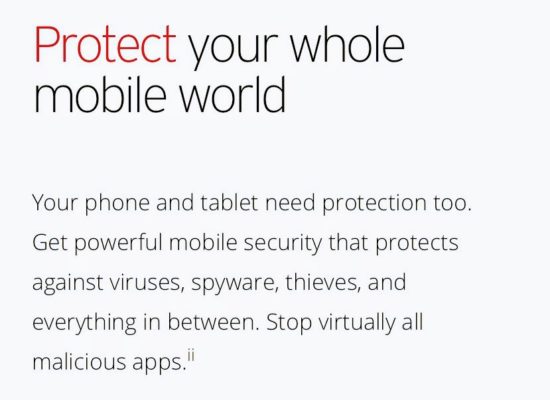 Protect your whole
mobile world
Your phone and tablet need protection too.
Get powerful mobile security that protects
against viruses, spyware, thieves, and
everything in between. Stop virtually all
malicious apps.ii